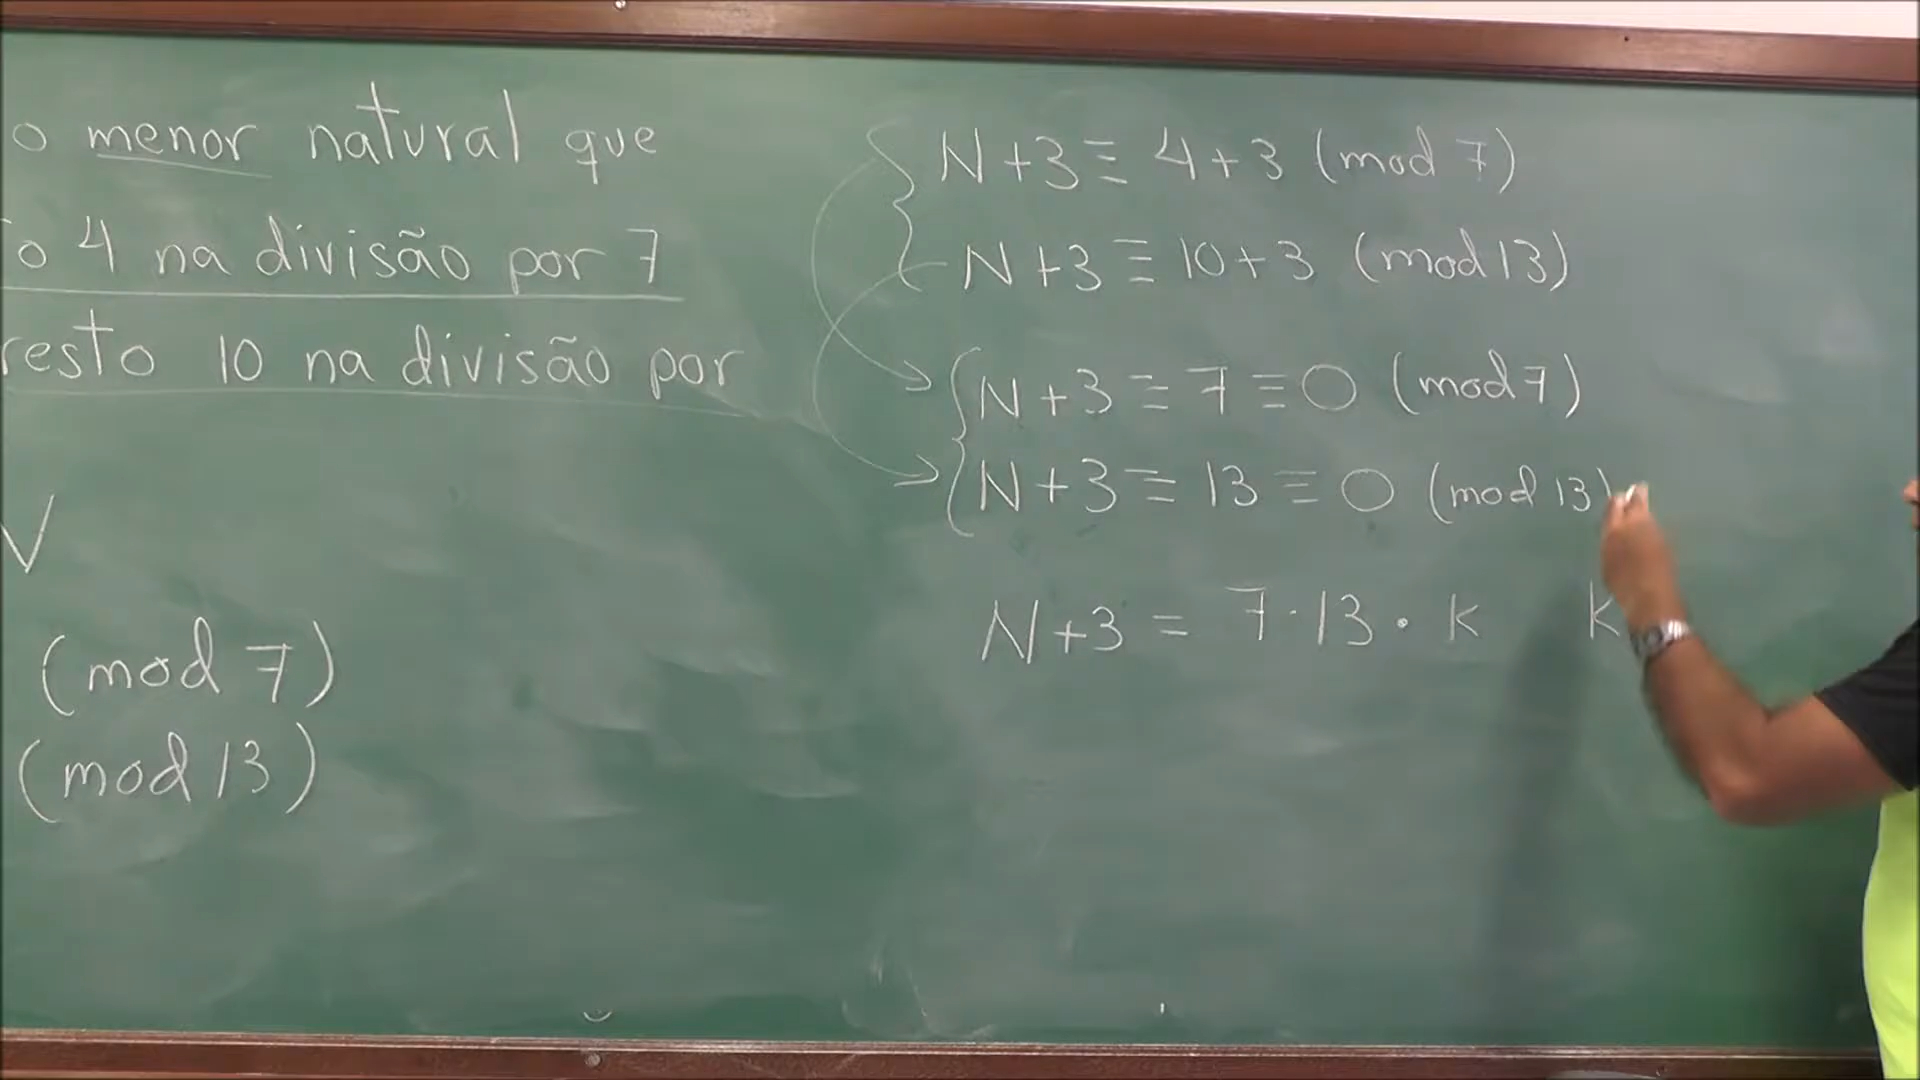 o menor natural que
o 4 na divisão por 7
resto 10 na divisão por
(mod 7)
(mod 13)
N+3 ≡ 4+3 (mod 7)
N+3 ≡ 10+3 (mod 13)
N+3 ≡ 7 ≡ 0 (mod 7)
N+3 ≡ 13 ≡ 0 (mod 13)
N+3 = 7·13·k k